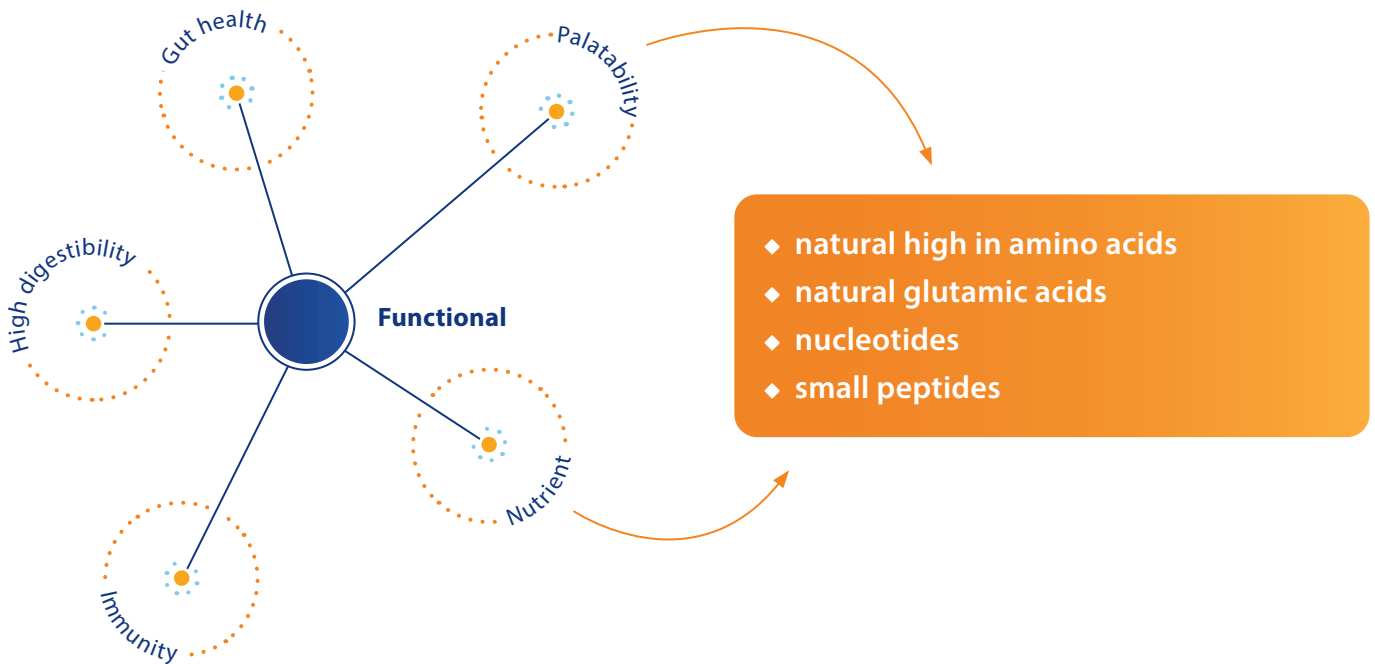 Gut health
Palatability
High digestibility
Functional
Nutrient
Immunity
natural high in amino acids
natural glutamic acids
nucleotides
small peptides